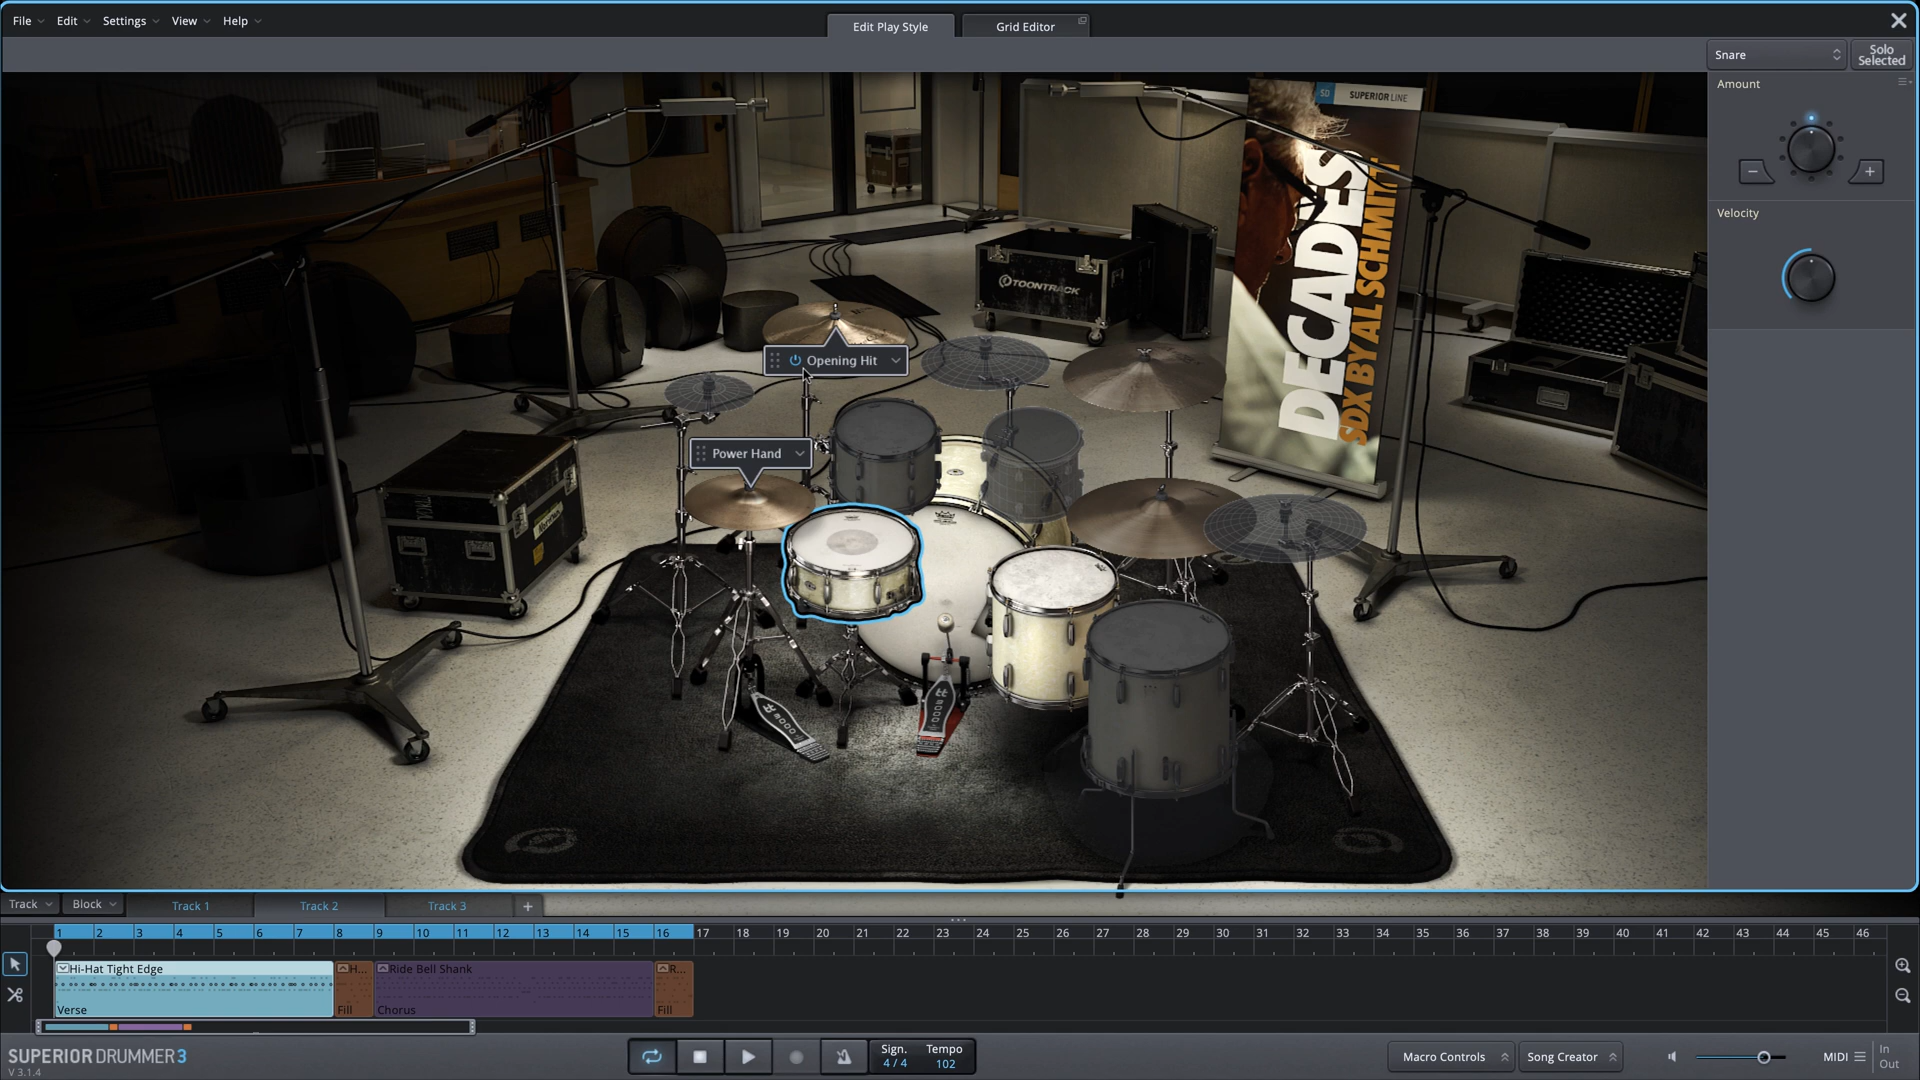 File Edit Settings View Help
Edit Play Style
Grid Editor
Snare
Solo
Selected
Amount
Velocity
SD SUPERIOR LINE
DECADES
SDX BY AL SCHMITT
TOONTRACK
Opening Hit
Power Hand
Track Block Track 1 Track 2 Track 3 +
1 2 3 4 5 6 7 8 9 10 11 12 13 14 15 16 17 18 19 20 21 22 23 24 25 26 27 28 29 30 31 32 33 34 35 36 37 38 39 40 41 42 43 44 45 46
Hi-Hat Tight Edge H... Ride Bell Shank R...
Verse Fill Chorus Fill
SUPERIOR DRUMMER 3
V 3.1.4
Sign.
4 / 4
Tempo
102
Macro Controls
Song Creator
MIDI
In
Out